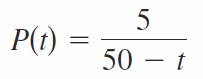 P(t) = 5 / (50 − t)